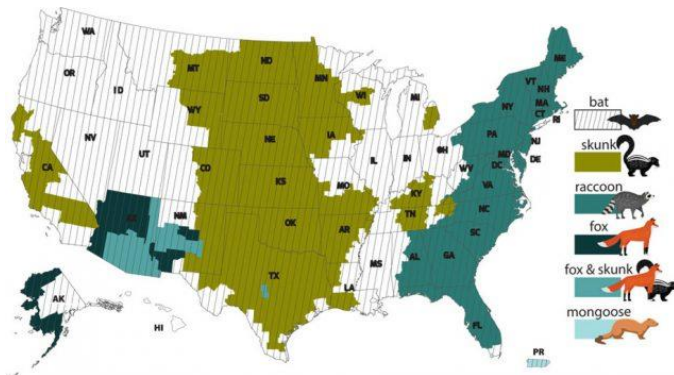 WA
OR
ID
MT
WY
NV
UT
CA
CO
AZ
NM
ND
SD
NE
KS
OK
TX
MN
IA
MO
AR
LA
WI
IL
IN
MI
OH
KY
TN
MS
AL
GA
FL
SC
NC
VA
WV
DC
MD
DE
PA
NJ
NY
CT
RI
MA
NH
VT
ME
AK
HI
PR
bat
skunk
raccoon
fox
fox & skunk
mongoose